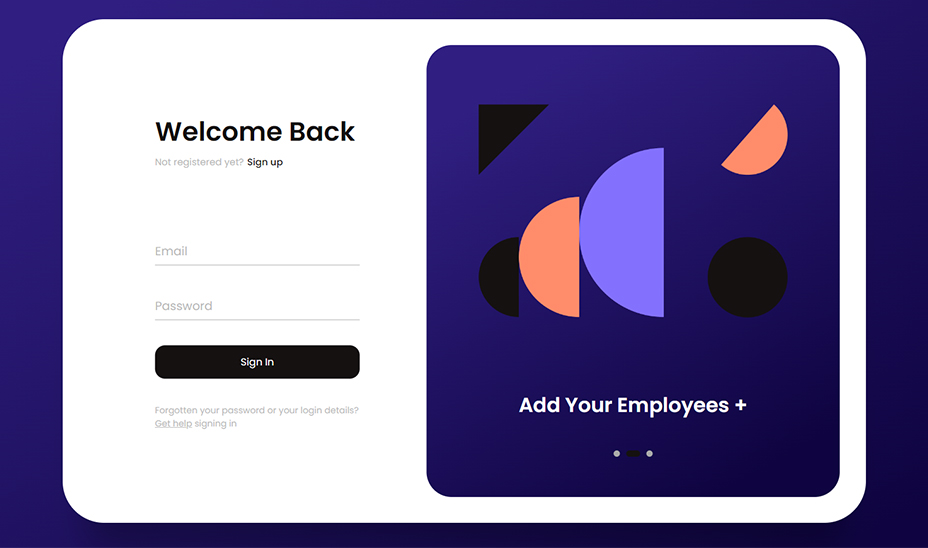 Welcome Back
Not registered yet? Sign up
Email
Password
Sign In
Forgotten your password or your login details?
Get help signing in
Add Your Employees +